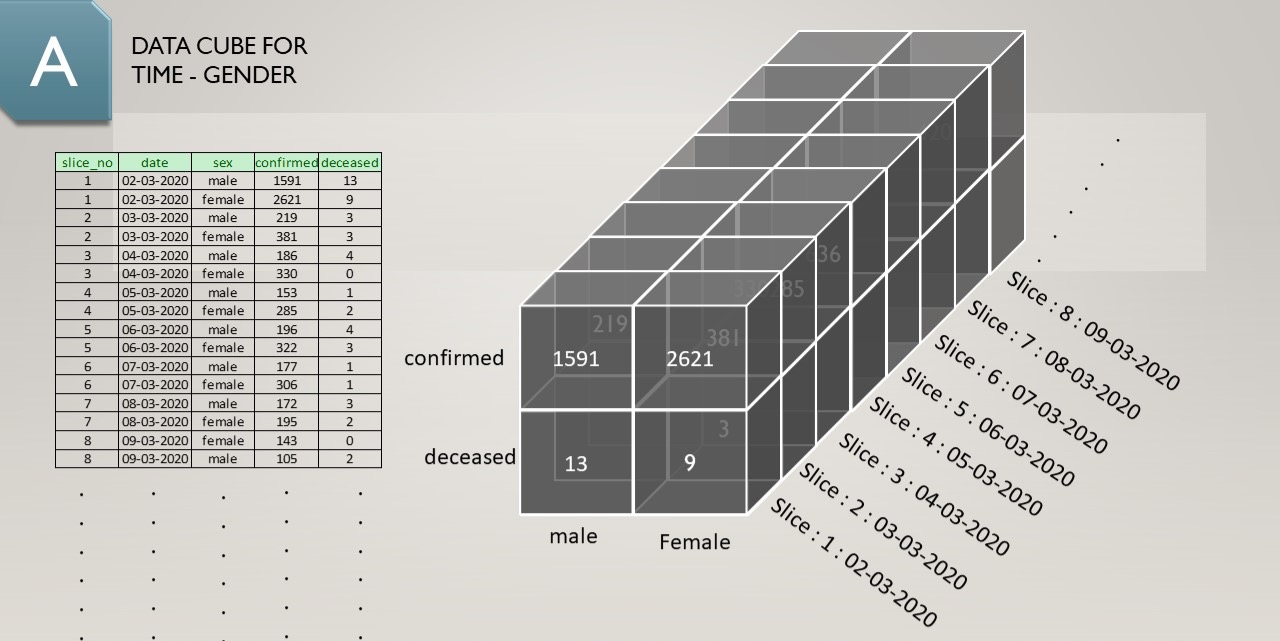 A
DATA CUBE FOR
TIME - GENDER
slice_no date sex confirmed deceased
1 02-03-2020 male 1591 13
1 02-03-2020 female 2621 9
2 03-03-2020 male 219 3
2 03-03-2020 female 381 3
3 04-03-2020 male 186 4
3 04-03-2020 female 330 0
4 05-03-2020 male 153 1
4 05-03-2020 female 285 2
5 06-03-2020 male 196 4
5 06-03-2020 female 322 3
6 07-03-2020 male 177 1
6 07-03-2020 female 306 1
7 08-03-2020 male 172 3
7 08-03-2020 female 195 2
8 09-03-2020 female 143 0
8 09-03-2020 male 105 2
36
85
219 381
confirmed 1591 2621
3
deceased 13 9
male Female
Slice : 8 : 09-03-2020
Slice : 7 : 08-03-2020
Slice : 6 : 07-03-2020
Slice : 5 : 06-03-2020
Slice : 4 : 05-03-2020
Slice : 3 : 04-03-2020
Slice : 2 : 03-03-2020
Slice : 1 : 02-03-2020